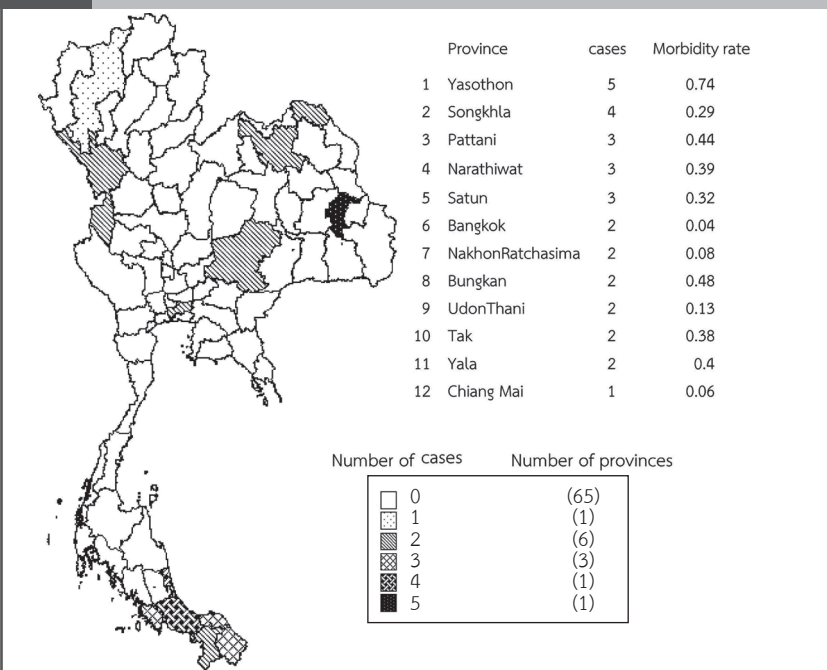 Province cases Morbidity rate
1 Yasothon 5 0.74
2 Songkhla 4 0.29
3 Pattani 3 0.44
4 Narathiwat 3 0.39
5 Satun 3 0.32
6 Bangkok 2 0.04
7 NakhonRatchasima 2 0.08
8 Bungkan 2 0.48
9 UdonThani 2 0.13
10 Tak 2 0.38
11 Yala 2 0.4
12 Chiang Mai 1 0.06
Number of cases Number of provinces
0 (65)
1 (1)
2 (6)
3 (3)
4 (1)
5 (1)